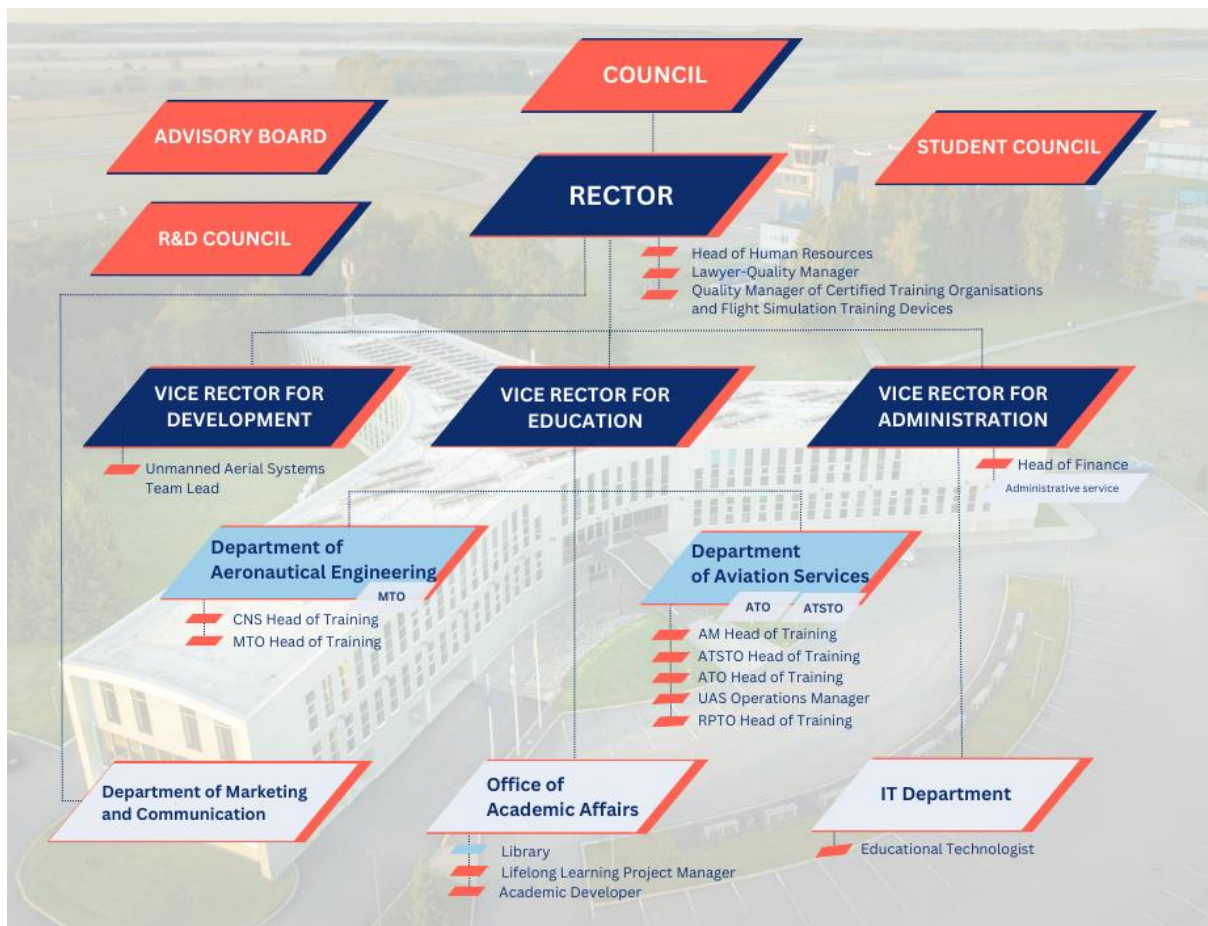 COUNCIL
ADVISORY BOARD
STUDENT COUNCIL
RECTOR
R&D COUNCIL
Head of Human Resources
Lawyer-Quality Manager
Quality Manager of Certified Training Organisations
and Flight Simulation Training Devices
VICE RECTOR FOR
DEVELOPMENT
VICE RECTOR FOR
EDUCATION
VICE RECTOR FOR
ADMINISTRATION
Unmanned Aerial Systems
Team Lead
Head of Finance
Administrative service
Department of
Aeronautical Engineering
MTO
CNS Head of Training
MTO Head of Training
Department
of Aviation Services
ATO
ATSTO
AM Head of Training
ATSTO Head of Training
ATO Head of Training
UAS Operations Manager
RPTO Head of Training
Department of Marketing
and Communication
Office of
Academic Affairs
Library
Lifelong Learning Project Manager
Academic Developer
IT Department
Educational Technologist